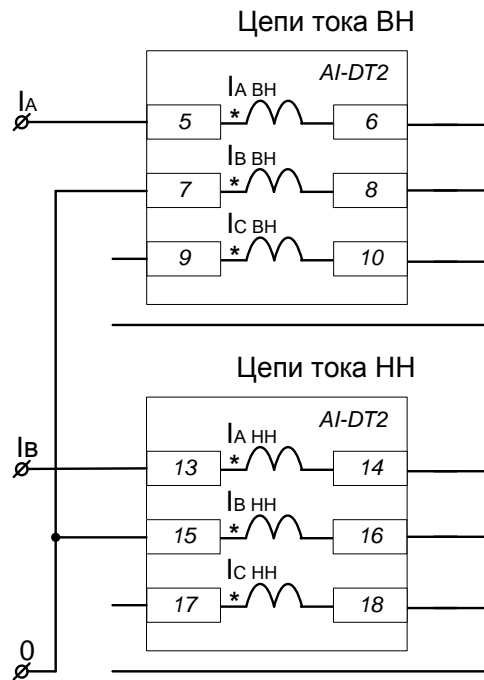 Цепи тока ВН
AI-DT2
IA
IA ВН
5 * 6
IB ВН
7 * 8
IC ВН
9 * 10
Цепи тока НН
AI-DT2
IB
IA НН
13 * 14
IB НН
15 * 16
IC НН
17 * 18
0